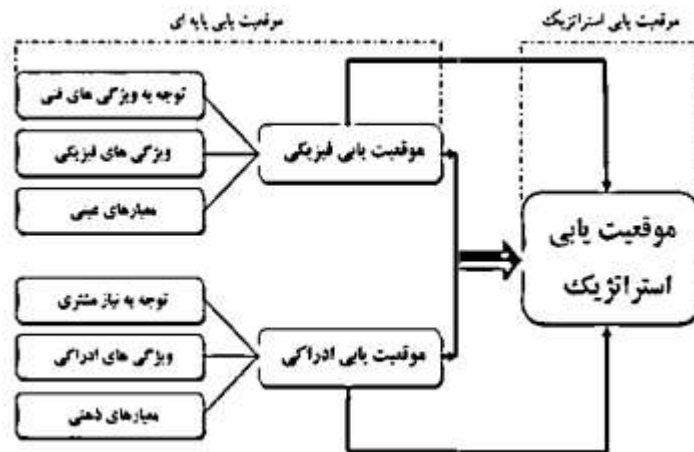 موقعیت یابی استراتژیک
موقعیت یابی پایه ای
توجه به ویژگی های فنی
ویژگی های فیزیکی
معیارهای عینی
موقعیت یابی فیزیکی
موقعیت یابی
استراتژیک
توجه به نیاز مشتری
ویژگی های ادراکی
معیارهای ذهنی
موقعیت یابی ادراکی